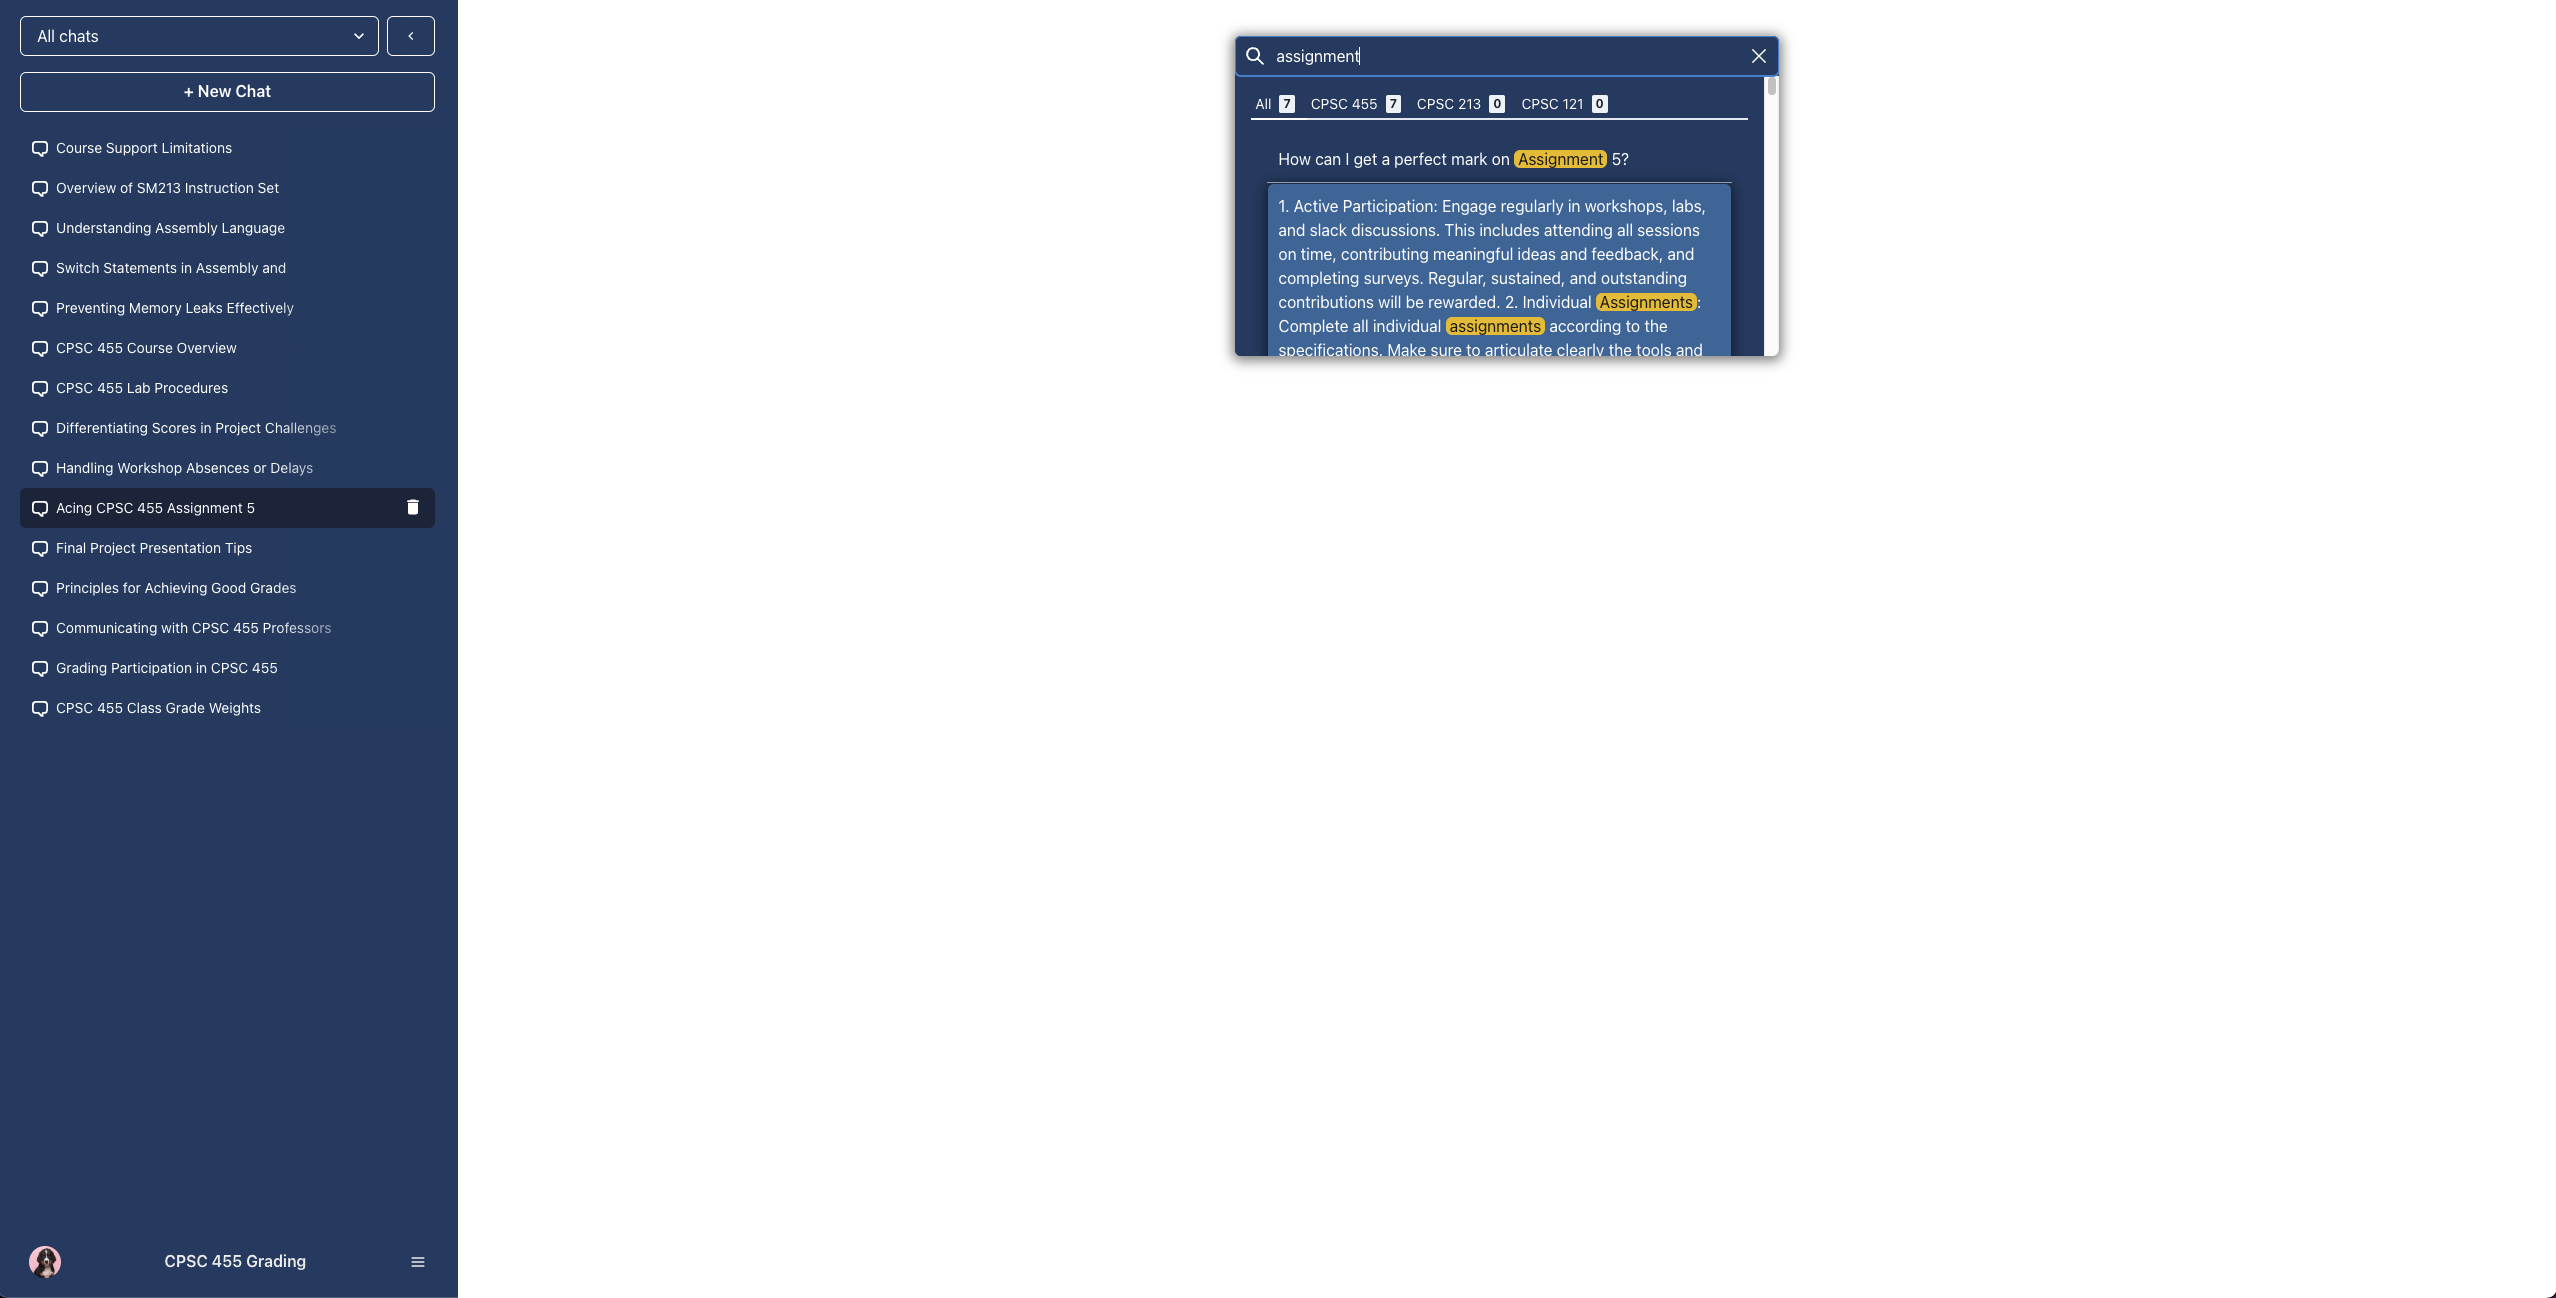 All chats
+ New Chat
Course Support Limitations
Overview of SM213 Instruction Set
Understanding Assembly Language
Switch Statements in Assembly and
Preventing Memory Leaks Effectively
CPSC 455 Course Overview
CPSC 455 Lab Procedures
Differentiating Scores in Project Challenges
Handling Workshop Absences or Delays
Acing CPSC 455 Assignment 5
Final Project Presentation Tips
Principles for Achieving Good Grades
Communicating with CPSC 455 Professors
Grading Participation in CPSC 455
CPSC 455 Class Grade Weights
CPSC 455 Grading
assignment
All 7 CPSC 455 7 CPSC 213 0 CPSC 121 0
How can I get a perfect mark on Assignment 5?
1. Active Participation: Engage regularly in workshops, labs,
and slack discussions. This includes attending all sessions
on time, contributing meaningful ideas and feedback, and
completing surveys. Regular, sustained, and outstanding
contributions will be rewarded. 2. Individual Assignments:
Complete all individual assignments according to the
specifications. Make sure to articulate clearly the tools and